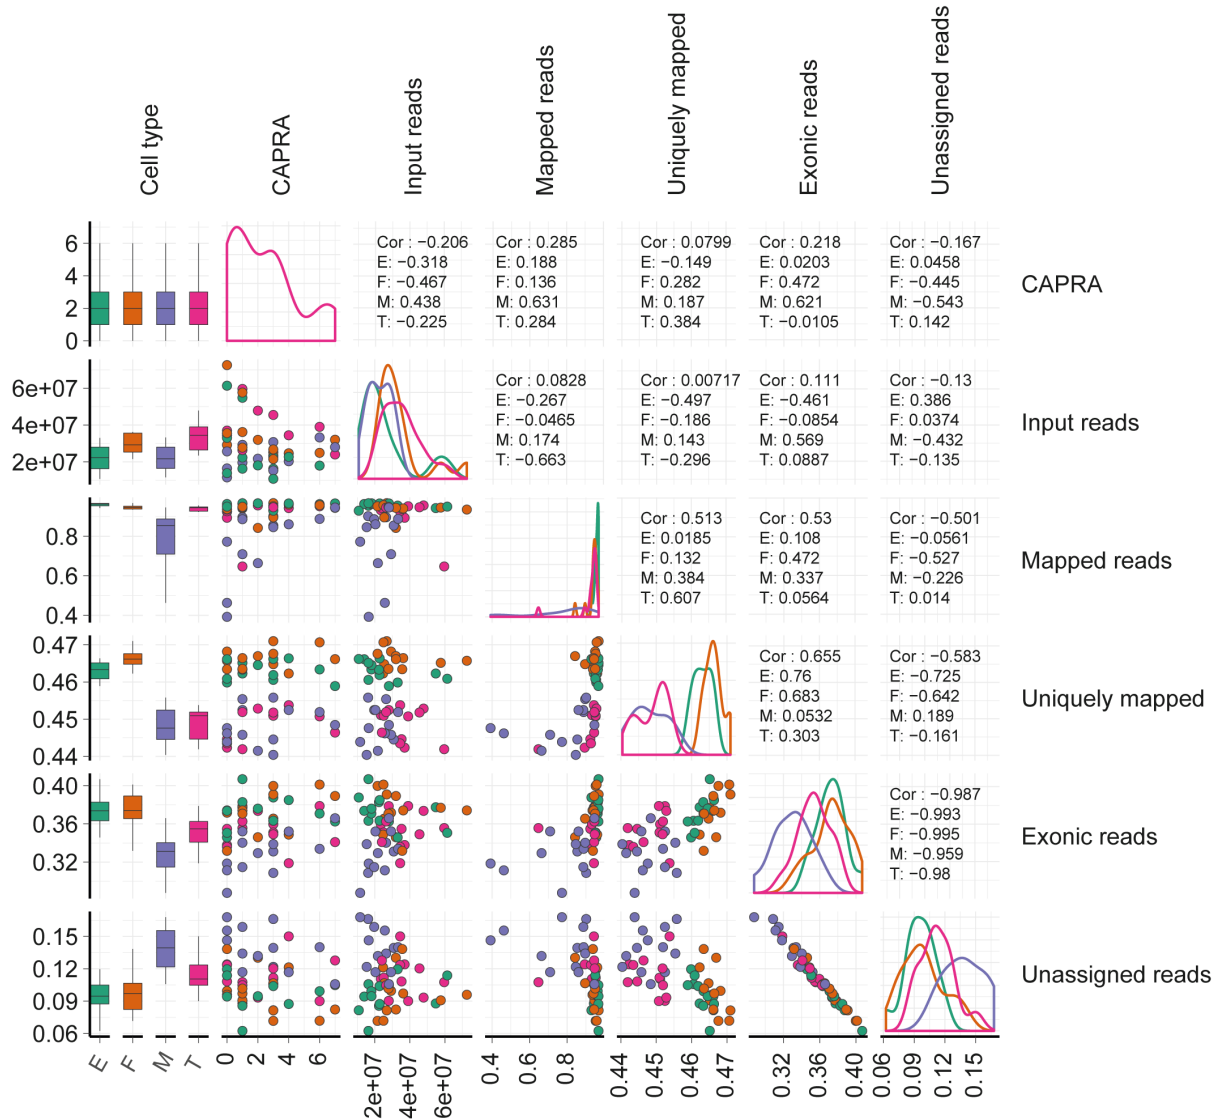 Cell type
CAPRA
Input reads
Mapped reads
Uniquely mapped
Exonic reads
Unassigned reads
6
4
2
0
Cor : −0.206
E: −0.318
F: −0.467
M: 0.438
T: −0.225
Cor : 0.285
E: 0.188
F: 0.136
M: 0.631
T: 0.284
Cor : 0.0799
E: −0.149
F: 0.282
M: 0.187
T: 0.384
Cor : 0.218
E: 0.0203
F: 0.472
M: 0.621
T: −0.0105
Cor : −0.167
E: 0.0458
F: −0.445
M: −0.543
T: 0.142
CAPRA
6e+07
4e+07
2e+07
Cor : 0.0828
E: −0.267
F: −0.0465
M: 0.174
T: −0.663
Cor : 0.00717
E: −0.497
F: −0.186
M: 0.143
T: −0.296
Cor : 0.111
E: −0.461
F: −0.0854
M: 0.569
T: 0.0887
Cor : −0.13
E: 0.386
F: 0.0374
M: −0.432
T: −0.135
Input reads
0.8
0.6
0.4
Cor : 0.513
E: 0.0185
F: 0.132
M: 0.384
T: 0.607
Cor : 0.53
E: 0.108
F: 0.472
M: 0.337
T: 0.0564
Cor : −0.501
E: −0.0561
F: −0.527
M: −0.226
T: 0.014
Mapped reads
0.47
0.46
0.45
0.44
Cor : 0.655
E: 0.76
F: 0.683
M: 0.0532
T: 0.303
Cor : −0.583
E: −0.725
F: −0.642
M: 0.189
T: −0.161
Uniquely mapped
0.40
0.36
0.32
Cor : −0.987
E: −0.993
F: −0.995
M: −0.959
T: −0.98
Exonic reads
0.15
0.12
0.09
0.06
Unassigned reads
E
F
M
T
0
2
4
6
2e+07
4e+07
6e+07
0.4
0.6
0.8
0.44
0.45
0.46
0.47
0.32
0.36
0.40
0.06
0.09
0.12
0.15